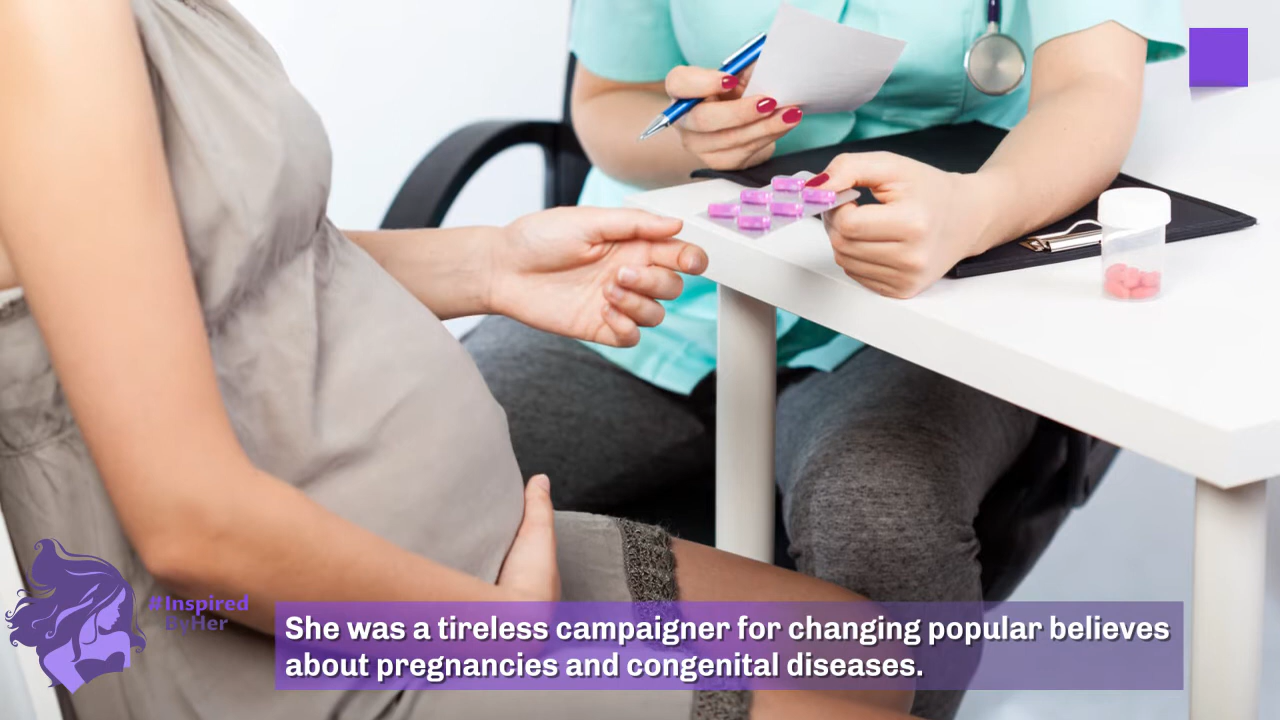 #Inspired
ByHer
She was a tireless campaigner for changing popular believes
about pregnancies and congenital diseases.